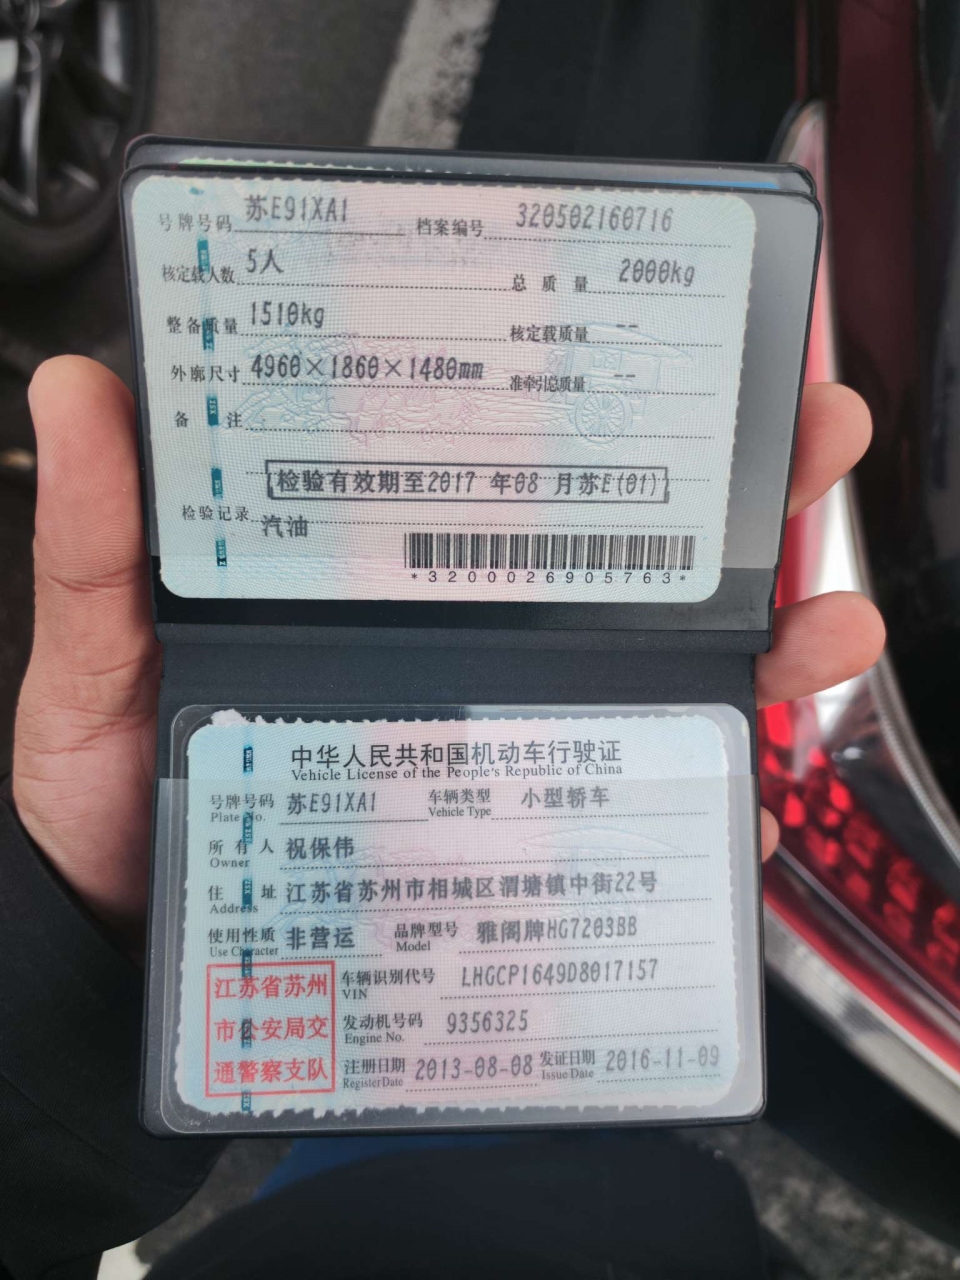 号牌号码 苏E91XA1 档案编号 320502160716
核定载人数 5人 总质量 2000kg
整备质量 1510kg 核定载质量 --
外廓尺寸 4960×1860×1480mm 准牵引总质量 --
备注
检验有效期至2017 年08 月苏E(01)
检验记录
汽油
*3200026905763*
中华人民共和国机动车行驶证
Vehicle License of the People's Republic of China
号牌号码 苏E91XA1 车辆类型 小型轿车
Plate No. Vehicle Type
所有人 祝保伟
Owner
住址 江苏省苏州市相城区渭塘镇中街22号
Address
使用性质 非营运 品牌型号 雅阁牌HG7203BB
Use Character Model
江苏省苏州
市公安局交
通警察支队
车辆识别代号 LHGCP1649D8017157
VIN
发动机号码 9356325
Engine No.
注册日期 2013-08-08 发证日期 2016-11-09
Register Date Issue Date